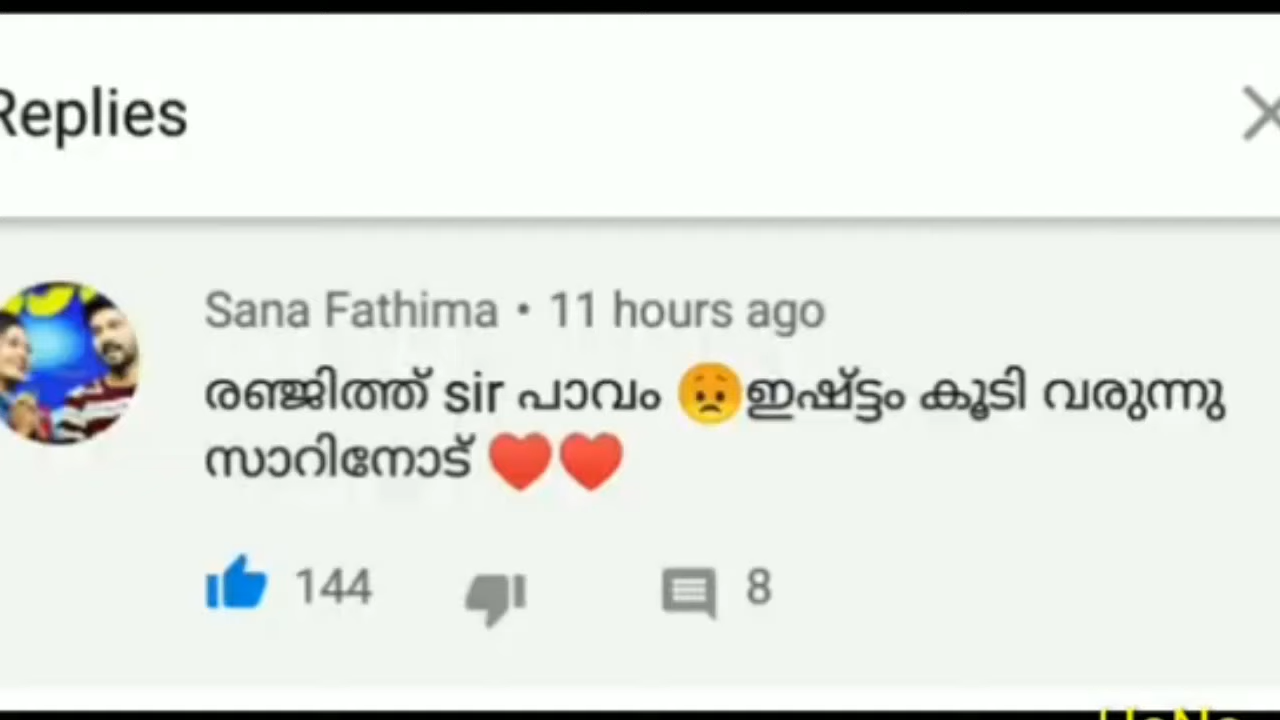 Replies
Sana Fathima • 11 hours ago
രഞ്ജിത്ത് sir പാവം 😟ഇഷ്ട്ടം കൂടി വരുന്നു
സാറിനോട് ♥️♥️
144 8